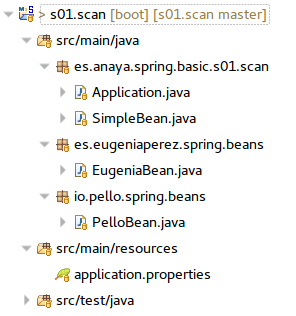 > s01.scan [boot] [s01.scan master]
src/main/java
es.anaya.spring.basic.s01.scan
Application.java
SimpleBean.java
es.eugeniaperez.spring.beans
EugeniaBean.java
io.pello.spring.beans
PelloBean.java
src/main/resources
application.properties
src/test/java